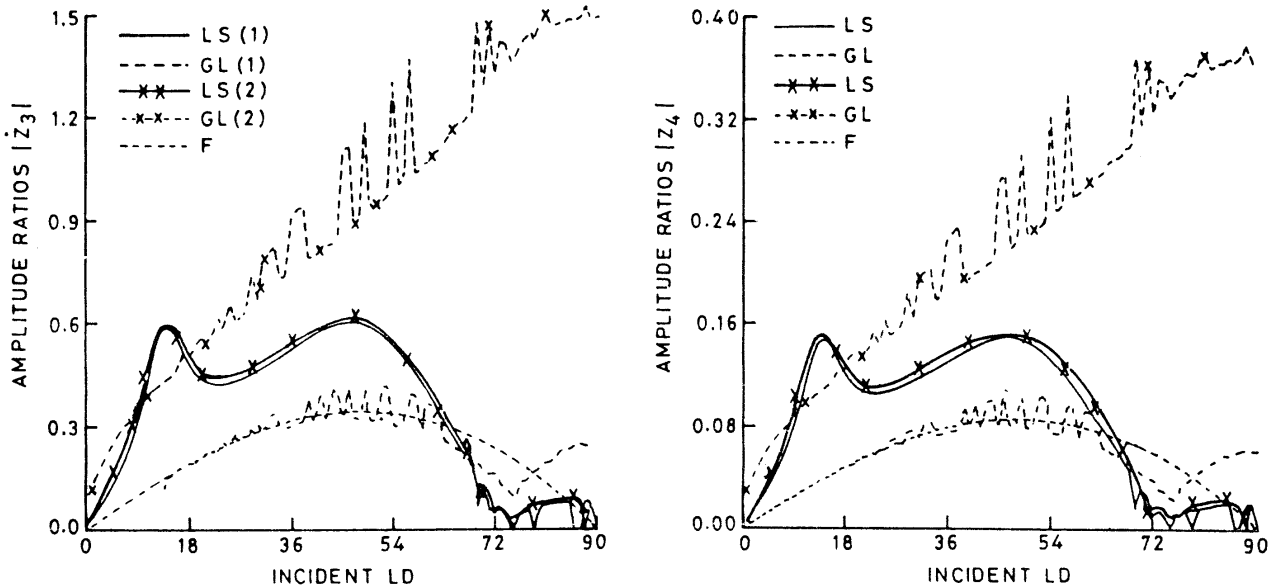 AMPLITUDE RATIOS |Ż₃|
1.5
1.2
0.9
0.6
0.3
0.0
LS (1)
GL (1)
LS (2)
GL (2)
F
0 18 36 54 72 90
INCIDENT LD
AMPLITUDE RATIOS |Z₄|
0.40
0.32
0.24
0.16
0.08
0.00
LS
GL
LS
GL
F
0 18 36 54 72 90
INCIDENT LD